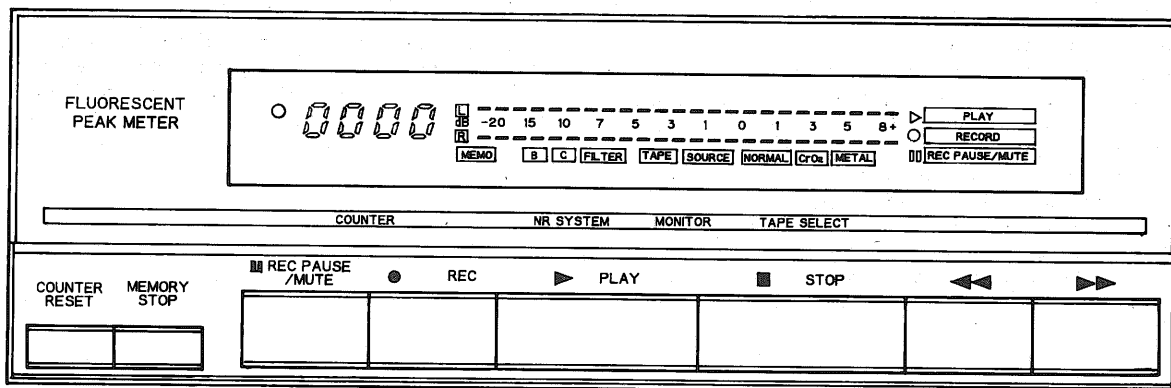 FLUORESCENT
PEAK METER
0000
L
dB -20 15 10 7 5 3 1 0 1 3 5 8+
R
MEMO B C FILTER TAPE SOURCE NORMAL CrO2 METAL
PLAY
RECORD
REC PAUSE/MUTE
COUNTER NR SYSTEM MONITOR TAPE SELECT
COUNTER
RESET
MEMORY
STOP
REC PAUSE
/MUTE
REC
PLAY
STOP